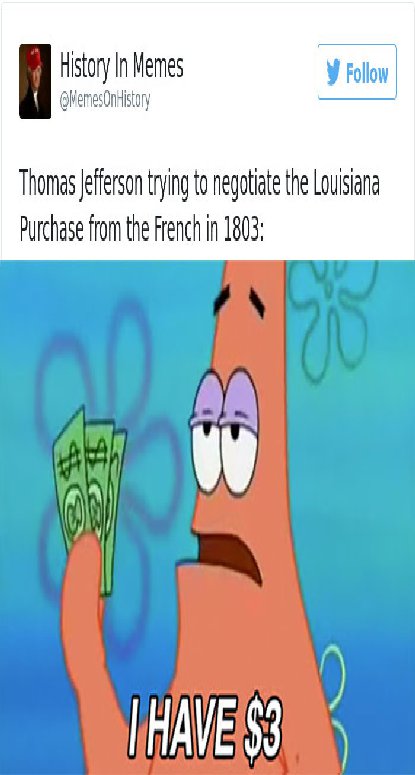 History In Memes
@MemesOnHistory
Follow
Thomas Jefferson trying to negotiate the Louisiana
Purchase from the French in 1803:
I HAVE $3